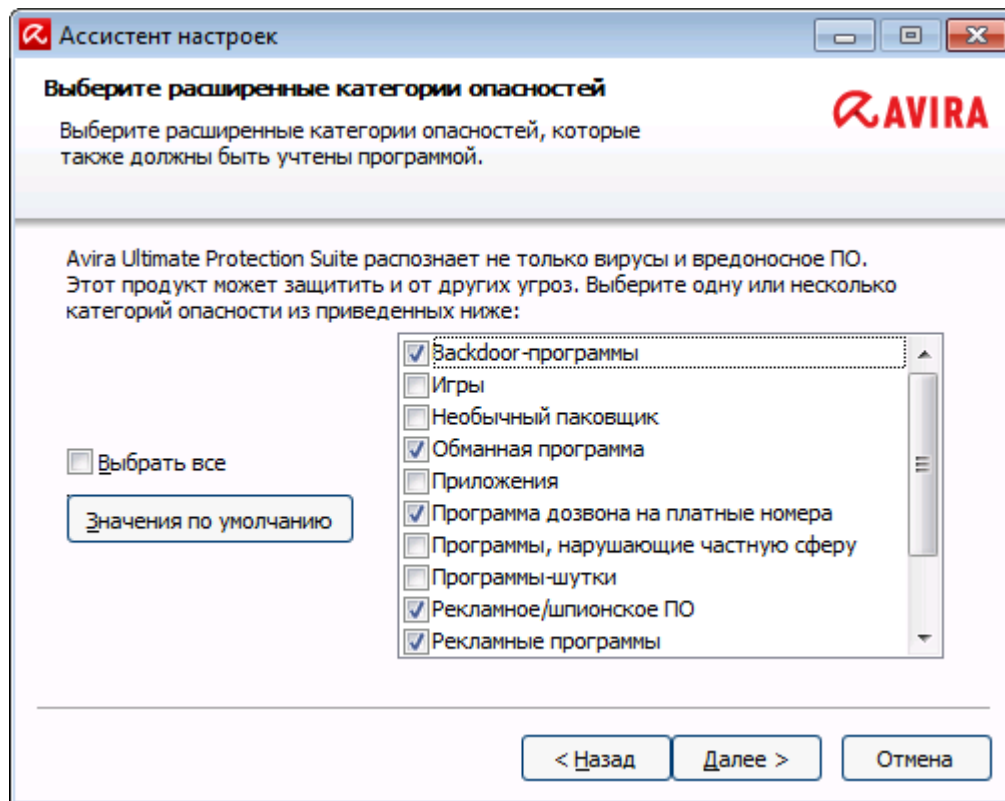 Ассистент настроек
Выберите расширенные категории опасностей
Выберите расширенные категории опасностей, которые
также должны быть учтены программой.
AVIRA
Avira Ultimate Protection Suite распознает не только вирусы и вредоносное ПО.
Этот продукт может защитить и от других угроз. Выберите одну или несколько
категорий опасности из приведенных ниже:
Выбрать все
Значения по умолчанию
Backdoor-программы
Игры
Необычный паковщик
Обманная программа
Приложения
Программа дозвона на платные номера
Программы, нарушающие частную сферу
Программы-шутки
Рекламное/шпионское ПО
Рекламные программы
< Назад
Далее >
Отмена